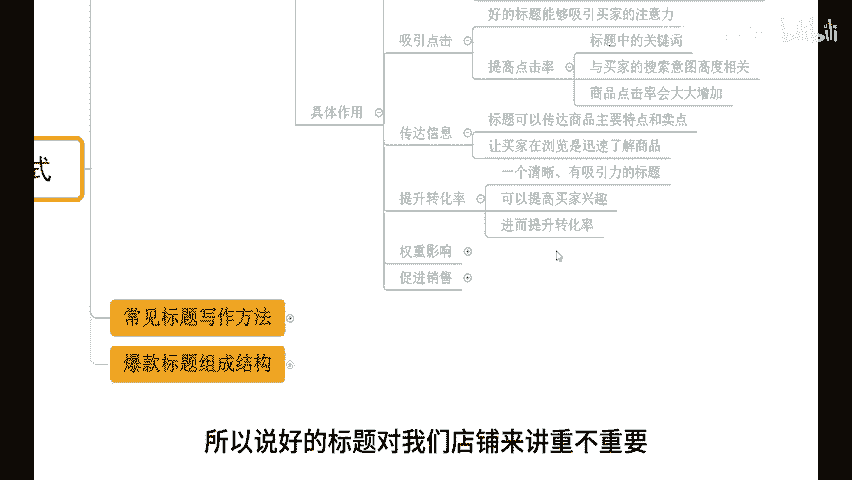 好的标题能够吸引买家的注意力
吸引点击
标题中的关键词
提高点击率
与买家的搜索意图高度相关
商品点击率会大大增加
具体作用
标题可以传达商品主要特点和卖点
传达信息
让买家在浏览是迅速了解商品
式
一个清晰、有吸引力的标题
提升转化率
可以提高买家兴趣
进而提升转化率
权重影响
促进销售
常见标题写作方法
爆款标题组成结构
所以说好的标题对我们店铺来讲重不重要
bilibili